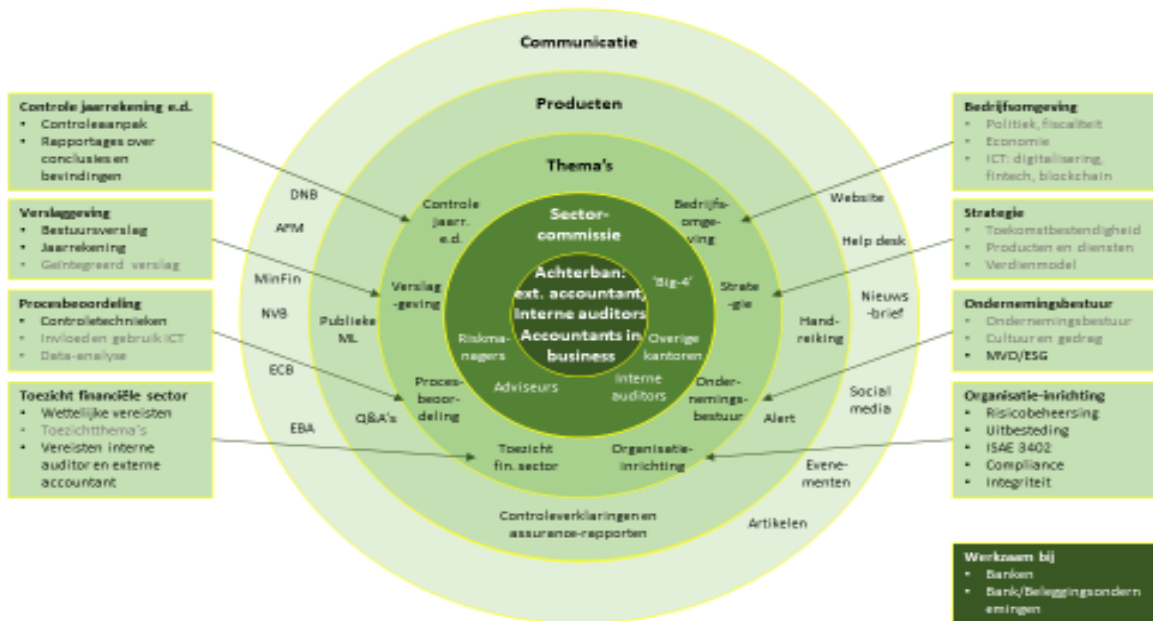 Communicatie
Producten
Thema's
Sector-
commissie
Achterban:
ext. accountant,
Interne auditors
Accountants in
business
'Big-4'
Overige
kantoren
Interne
auditors
Adviseurs
Riskma-
nagers
Controle
jaarr.
e.d.
Verslag
-geving
Proces-
beoor-
deling
Toezicht
fin. sector
Organisatie-
inrichting
Onder-
nemings-
bestuur
Strate
-gie
Bedrijfs-
omge-
ving
Publieke
ML
Q&A's
Controleverklaringen en
assurance-rapporten
Alert
Hand-
reiking
DNB
AFM
MinFin
NVB
ECB
EBA
Website
Help desk
Nieuws
-brief
Social
media
Evene-
menten
Artikelen
Controle jaarrekening e.d.
• Controleaanpak
• Rapportages over
conclusies en
bevindingen
Verslaggeving
• Bestuursverslag
• Jaarrekening
• Geïntegreerd verslag
Procesbeoordeling
• Controletechnieken
• Invloed en gebruik ICT
• Data-analyse
Toezicht financiële sector
• Wettelijke vereisten
• Toezichtthema's
• Vereisten interne
auditor en externe
accountant
Bedrijfsomgeving
• Politiek, fiscaliteit
• Economie
• ICT: digitalisering,
fintech, blockchain
Strategie
• Toekomstbestendigheid
• Producten en diensten
• Verdienmodel
Ondernemingsbestuur
• Ondernemingsbestuur
• Cultuur en gedrag
• MVO/ESG
Organisatie-inrichting
• Risicobeheersing
• Uitbesteding
• ISAE 3402
• Compliance
• Integriteit
Werkzaam bij
• Banken
• Bank/Beleggingsondern
emingen